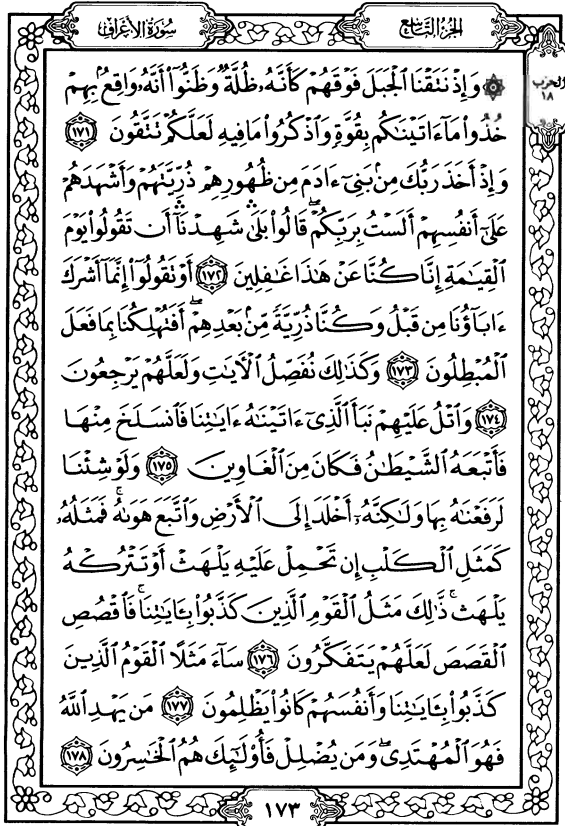 الجزء التاسع
سورة الأعراف
الحزب
١٨
۞ وَإِذْ نَتَقْنَا ٱلْجَبَلَ فَوْقَهُمْ كَأَنَّهُۥ ظُلَّةٌ وَظَنُّوٓا۟ أَنَّهُۥ وَاقِعٌۢ بِهِمْ
خُذُوا۟ مَآ ءَاتَيْنَـٰكُم بِقُوَّةٍ وَٱذْكُرُوا۟ مَا فِيهِ لَعَلَّكُمْ تَتَّقُونَ ١٧١
وَإِذْ أَخَذَ رَبُّكَ مِنۢ بَنِىٓ ءَادَمَ مِن ظُهُورِهِمْ ذُرِّيَّتَهُمْ وَأَشْهَدَهُمْ
عَلَىٰٓ أَنفُسِهِمْ أَلَسْتُ بِرَبِّكُمْ ۖ قَالُوا۟ بَلَىٰ ۛ شَهِدْنَآ ۛ أَن تَقُولُوا۟ يَوْمَ
ٱلْقِيَـٰمَةِ إِنَّا كُنَّا عَنْ هَـٰذَا غَـٰفِلِينَ ١٧٢ أَوْ تَقُولُوٓا۟ إِنَّمَآ أَشْرَكَ
ءَابَآؤُنَا مِن قَبْلُ وَكُنَّا ذُرِّيَّةً مِّنۢ بَعْدِهِمْ ۖ أَفَتُهْلِكُنَا بِمَا فَعَلَ
ٱلْمُبْطِلُونَ ١٧٣ وَكَذَٰلِكَ نُفَصِّلُ ٱلْـَٔايَـٰتِ وَلَعَلَّهُمْ يَرْجِعُونَ
١٧٤ وَٱتْلُ عَلَيْهِمْ نَبَأَ ٱلَّذِىٓ ءَاتَيْنَـٰهُ ءَايَـٰتِنَا فَٱنسَلَخَ مِنْهَا
فَأَتْبَعَهُ ٱلشَّيْطَـٰنُ فَكَانَ مِنَ ٱلْغَاوِينَ ١٧٥ وَلَوْ شِئْنَا
لَرَفَعْنَـٰهُ بِهَا وَلَـٰكِنَّهُۥٓ أَخْلَدَ إِلَى ٱلْأَرْضِ وَٱتَّبَعَ هَوَىٰهُ ۚ فَمَثَلُهُۥ
كَمَثَلِ ٱلْكَلْبِ إِن تَحْمِلْ عَلَيْهِ يَلْهَثْ أَوْ تَتْرُكْهُ
يَلْهَث ۚ ذَّٰلِكَ مَثَلُ ٱلْقَوْمِ ٱلَّذِينَ كَذَّبُوا۟ بِـَٔايَـٰتِنَا ۚ فَٱقْصُصِ
ٱلْقَصَصَ لَعَلَّهُمْ يَتَفَكَّرُونَ ١٧٦ سَآءَ مَثَلًا ٱلْقَوْمُ ٱلَّذِينَ
كَذَّبُوا۟ بِـَٔايَـٰتِنَا وَأَنفُسَهُمْ كَانُوا۟ يَظْلِمُونَ ١٧٧ مَن يَهْدِ ٱللَّهُ
فَهُوَ ٱلْمُهْتَدِى ۖ وَمَن يُضْلِلْ فَأُو۟لَـٰٓئِكَ هُمُ ٱلْخَـٰسِرُونَ ١٧٨
١٧٣